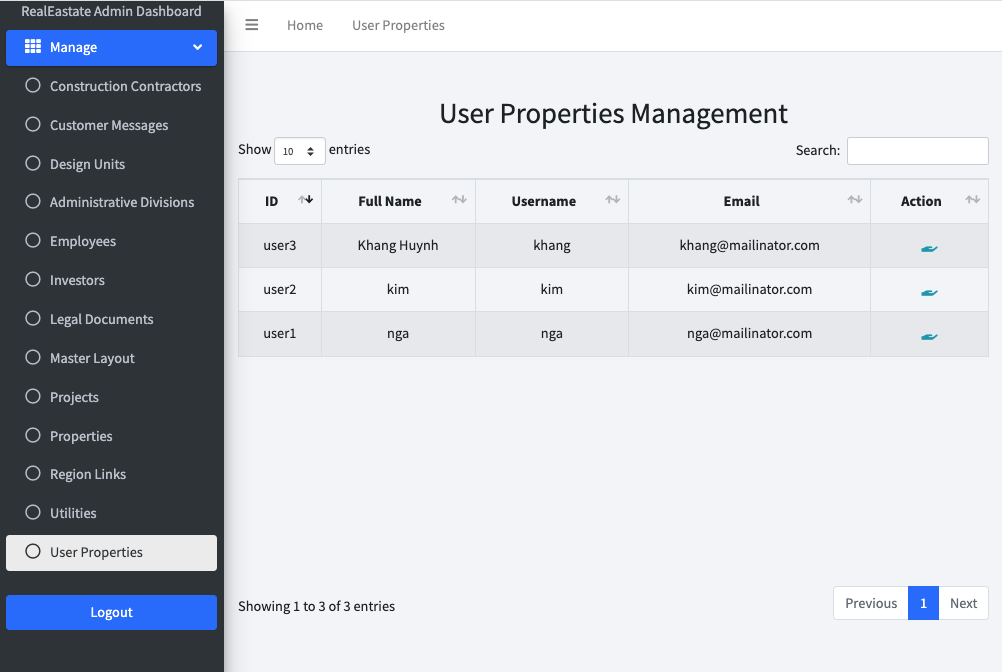 RealEastate Admin Dashboard
Manage
Construction Contractors
Customer Messages
Design Units
Administrative Divisions
Employees
Investors
Legal Documents
Master Layout
Projects
Properties
Region Links
Utilities
User Properties
Logout
Home User Properties
User Properties Management
Show 10 entries Search:
ID Full Name Username Email Action
user3 Khang Huynh khang khang@mailinator.com
user2 kim kim kim@mailinator.com
user1 nga nga nga@mailinator.com
Showing 1 to 3 of 3 entries Previous 1 Next